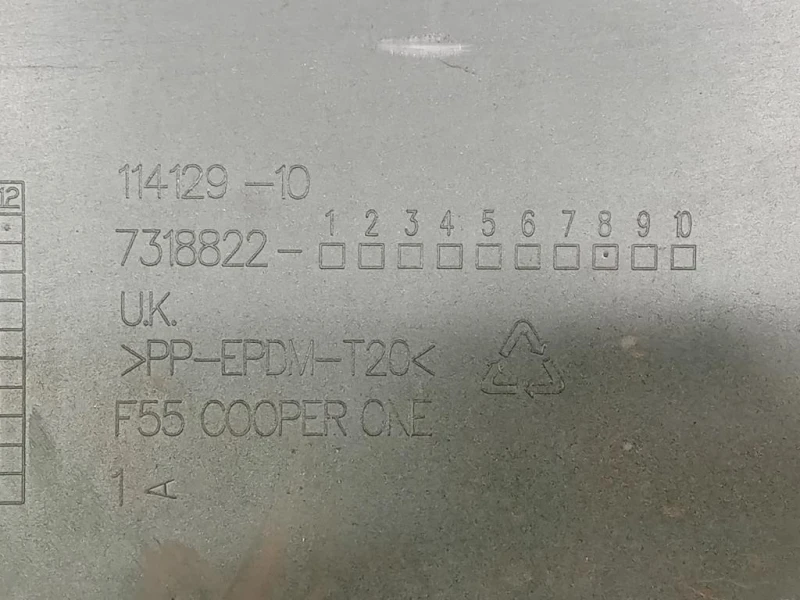 12
114129 -10
1 2 3 4 5 6 7 8 9 10
7318822 -
U.K.
>PP-EPDM-T20<
F55 COOPER ONE
1 A